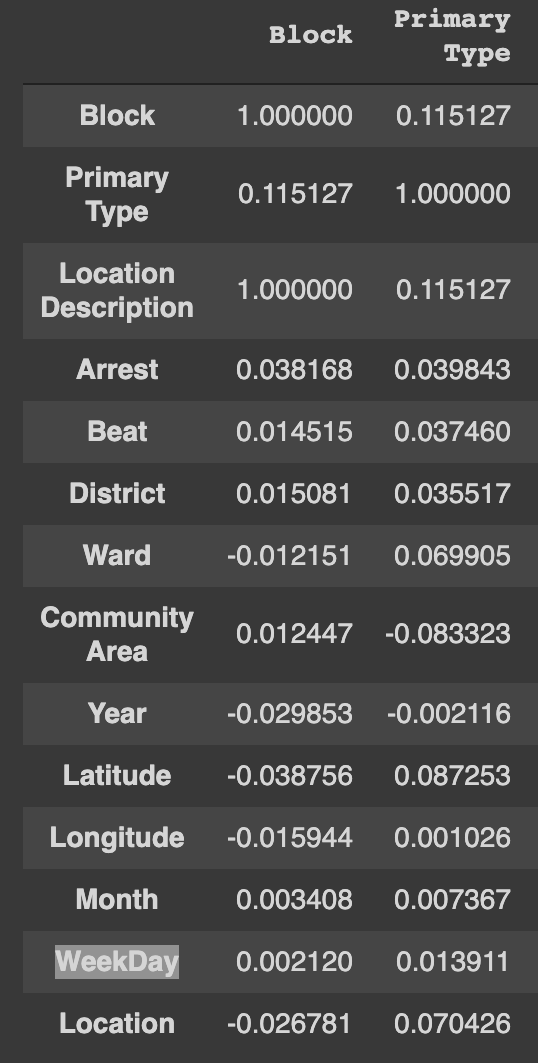 Block Primary Type
Block 1.000000 0.115127
Primary Type 0.115127 1.000000
Location Description 1.000000 0.115127
Arrest 0.038168 0.039843
Beat 0.014515 0.037460
District 0.015081 0.035517
Ward -0.012151 0.069905
Community Area 0.012447 -0.083323
Year -0.029853 -0.002116
Latitude -0.038756 0.087253
Longitude -0.015944 0.001026
Month 0.003408 0.007367
WeekDay 0.002120 0.013911
Location -0.026781 0.070426